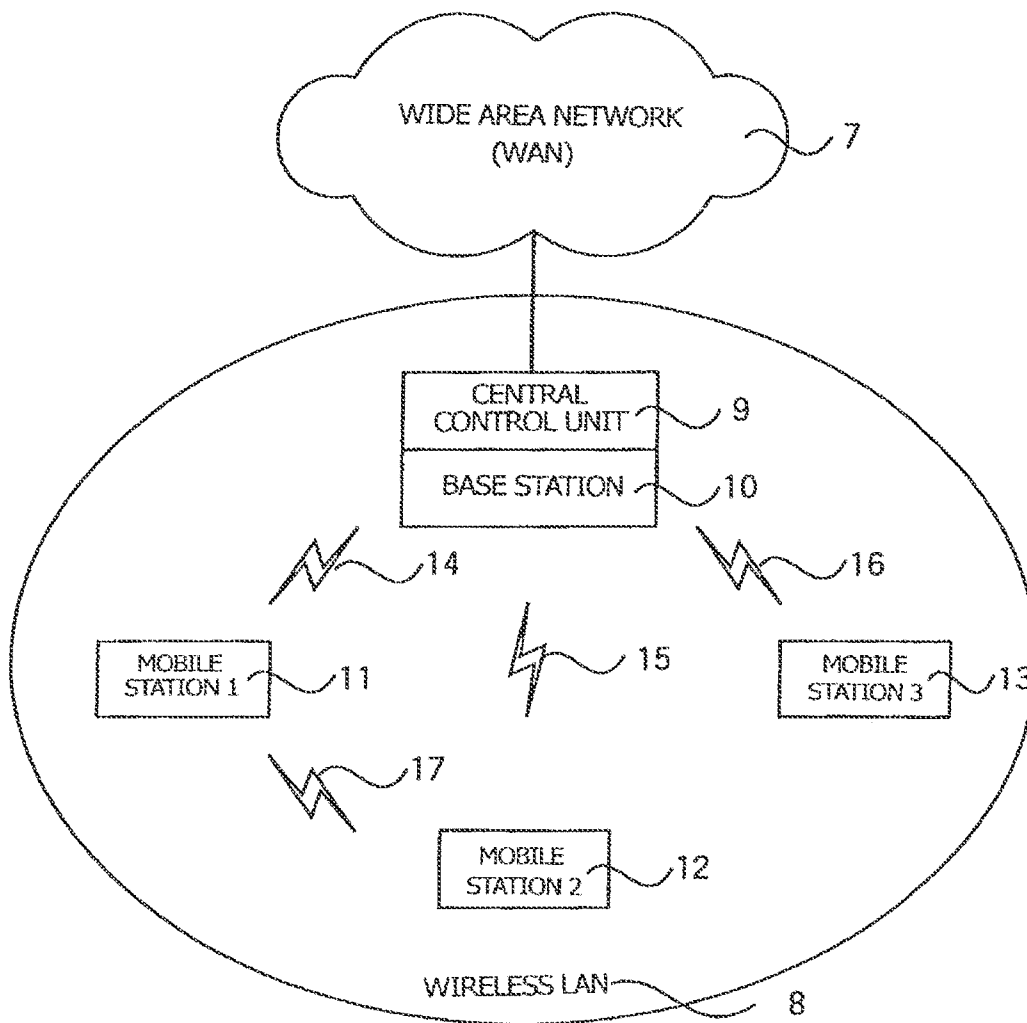 WIDE AREA NETWORK
(WAN)
7
CENTRAL
CONTROL UNIT
9
BASE STATION
10
14
16
MOBILE
STATION 1
11
15
MOBILE
STATION 3
13
17
MOBILE
STATION 2
12
WIRELESS LAN
8